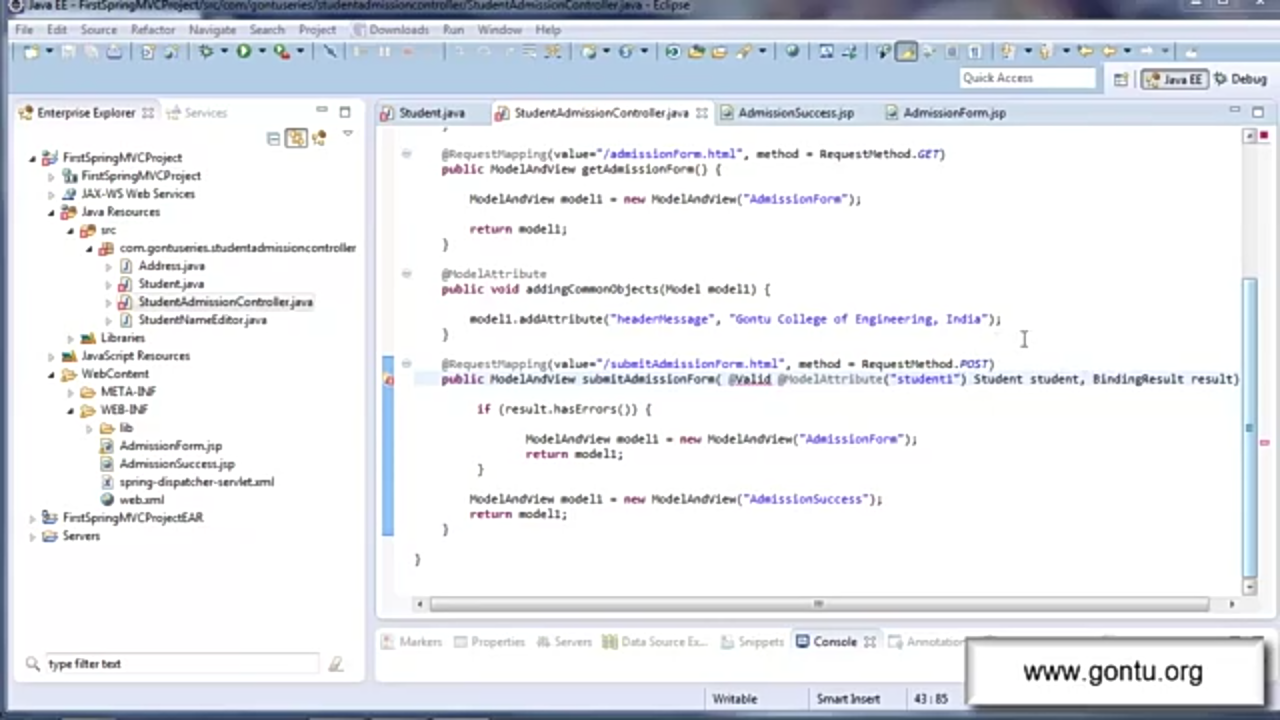 Java EE - FirstSpringMVCProject/src/com/gontuseries/studentadmissioncontroller/StudentAdmissionController.java - Eclipse
File Edit Source Refactor Navigate Search Project Downloads Run Window Help
Quick Access
Java EE
Debug
Enterprise Explorer
Services
Student.java
StudentAdmissionController.java
AdmissionSuccess.jsp
AdmissionForm.jsp
FirstSpringMVCProject
FirstSpringMVCProject
JAX-WS Web Services
Java Resources
src
com.gontuseries.studentadmissioncontroller
Address.java
Student.java
StudentAdmissionController.java
StudentNameEditor.java
Libraries
JavaScript Resources
WebContent
META-INF
WEB-INF
lib
AdmissionForm.jsp
AdmissionSuccess.jsp
spring-dispatcher-servlet.xml
web.xml
FirstSpringMVCProjectEAR
Servers
type filter text
}
@RequestMapping(value="/admissionForm.html", method = RequestMethod.GET)
public ModelAndView getAdmissionForm() {
ModelAndView model1 = new ModelAndView("AdmissionForm");
return model1;
}
@ModelAttribute
public void addingCommonObjects(Model model1) {
model1.addAttribute("headerMessage", "Gontu College of Engineering, India");
}
@RequestMapping(value="/submitAdmissionForm.html", method = RequestMethod.POST)
public ModelAndView submitAdmissionForm( @Valid @ModelAttribute("student1") Student student, BindingResult result)
if (result.hasErrors()) {
ModelAndView model1 = new ModelAndView("AdmissionForm");
return model1;
}
ModelAndView model1 = new ModelAndView("AdmissionSuccess");
return model1;
}
}
Markers
Properties
Servers
Data Source Ex...
Snippets
Console
Annotation
www.gontu.org
Writable
Smart Insert
43 : 85